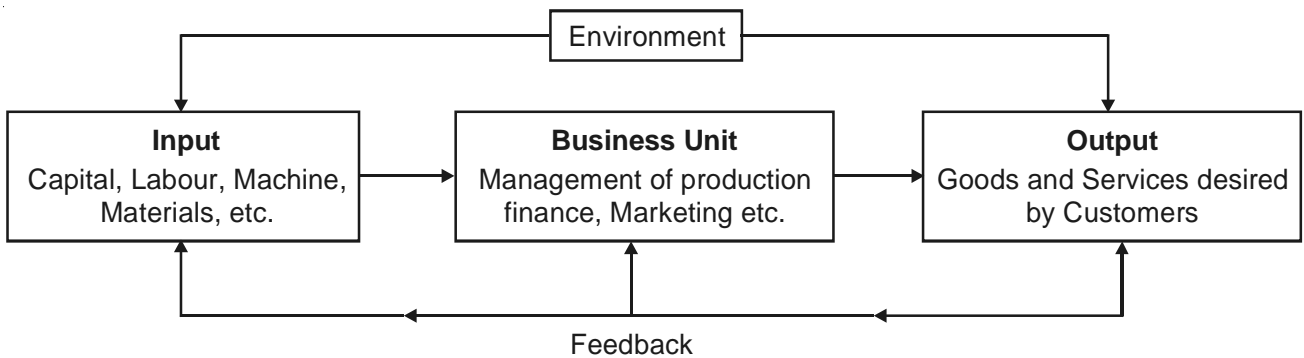 Environment
Input
Capital, Labour, Machine,
Materials, etc.
Business Unit
Management of production
finance, Marketing etc.
Output
Goods and Services desired
by Customers
Feedback